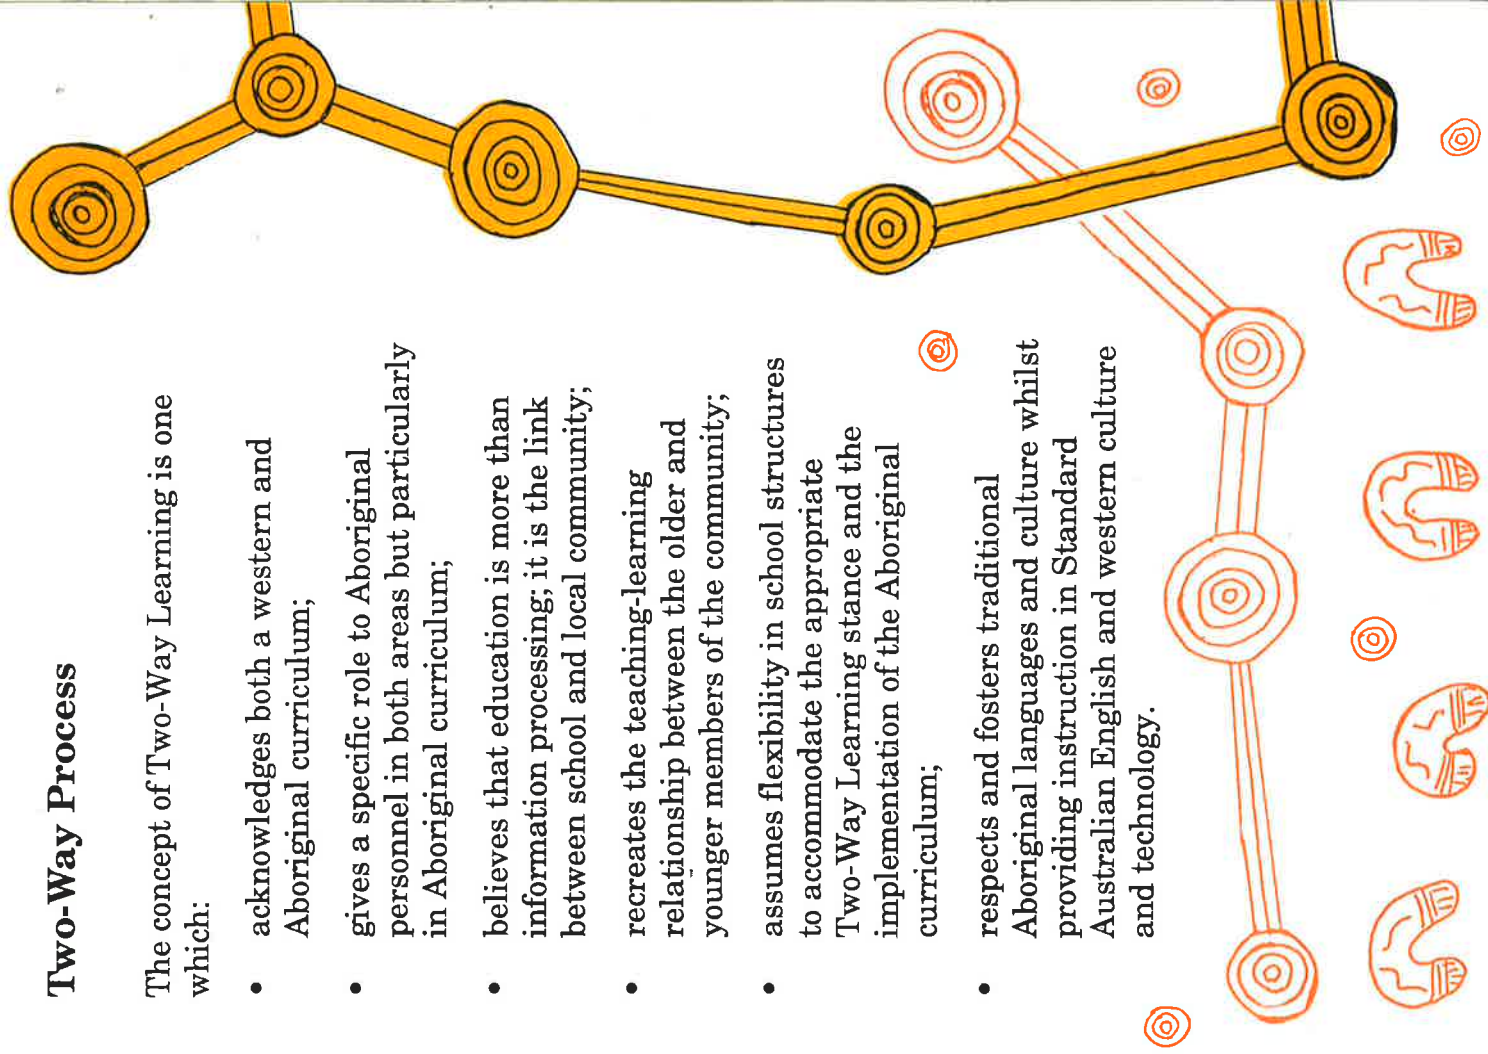 Two-Way Process
The concept of Two-Way Learning is one
which:
• acknowledges both a western and
Aboriginal curriculum;
• gives a specific role to Aboriginal
personnel in both areas but particularly
in Aboriginal curriculum;
• believes that education is more than
information processing; it is the link
between school and local community;
• recreates the teaching-learning
relationship between the older and
younger members of the community;
• assumes flexibility in school structures
to accommodate the appropriate
Two-Way Learning stance and the
implementation of the Aboriginal
curriculum;
• respects and fosters traditional
Aboriginal languages and culture whilst
providing instruction in Standard
Australian English and western culture
and technology.